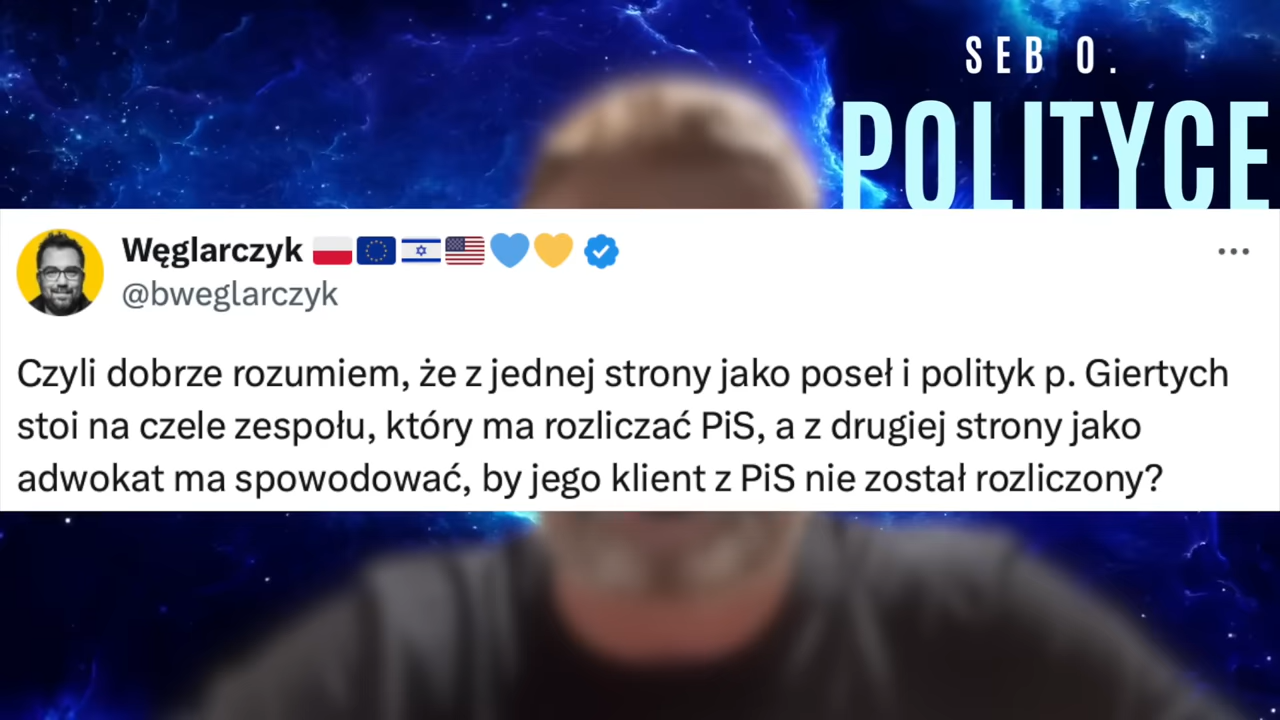 SEB O.
POLITYCE
Węglarczyk 🇵🇱🇪🇺🇮🇱🇺🇸💙💛
@bweglarczyk
Czyli dobrze rozumiem, że z jednej strony jako poseł i polityk p. Giertych
stoi na czele zespołu, który ma rozliczać PiS, a z drugiej strony jako
adwokat ma spowodować, by jego klient z PiS nie został rozliczony?